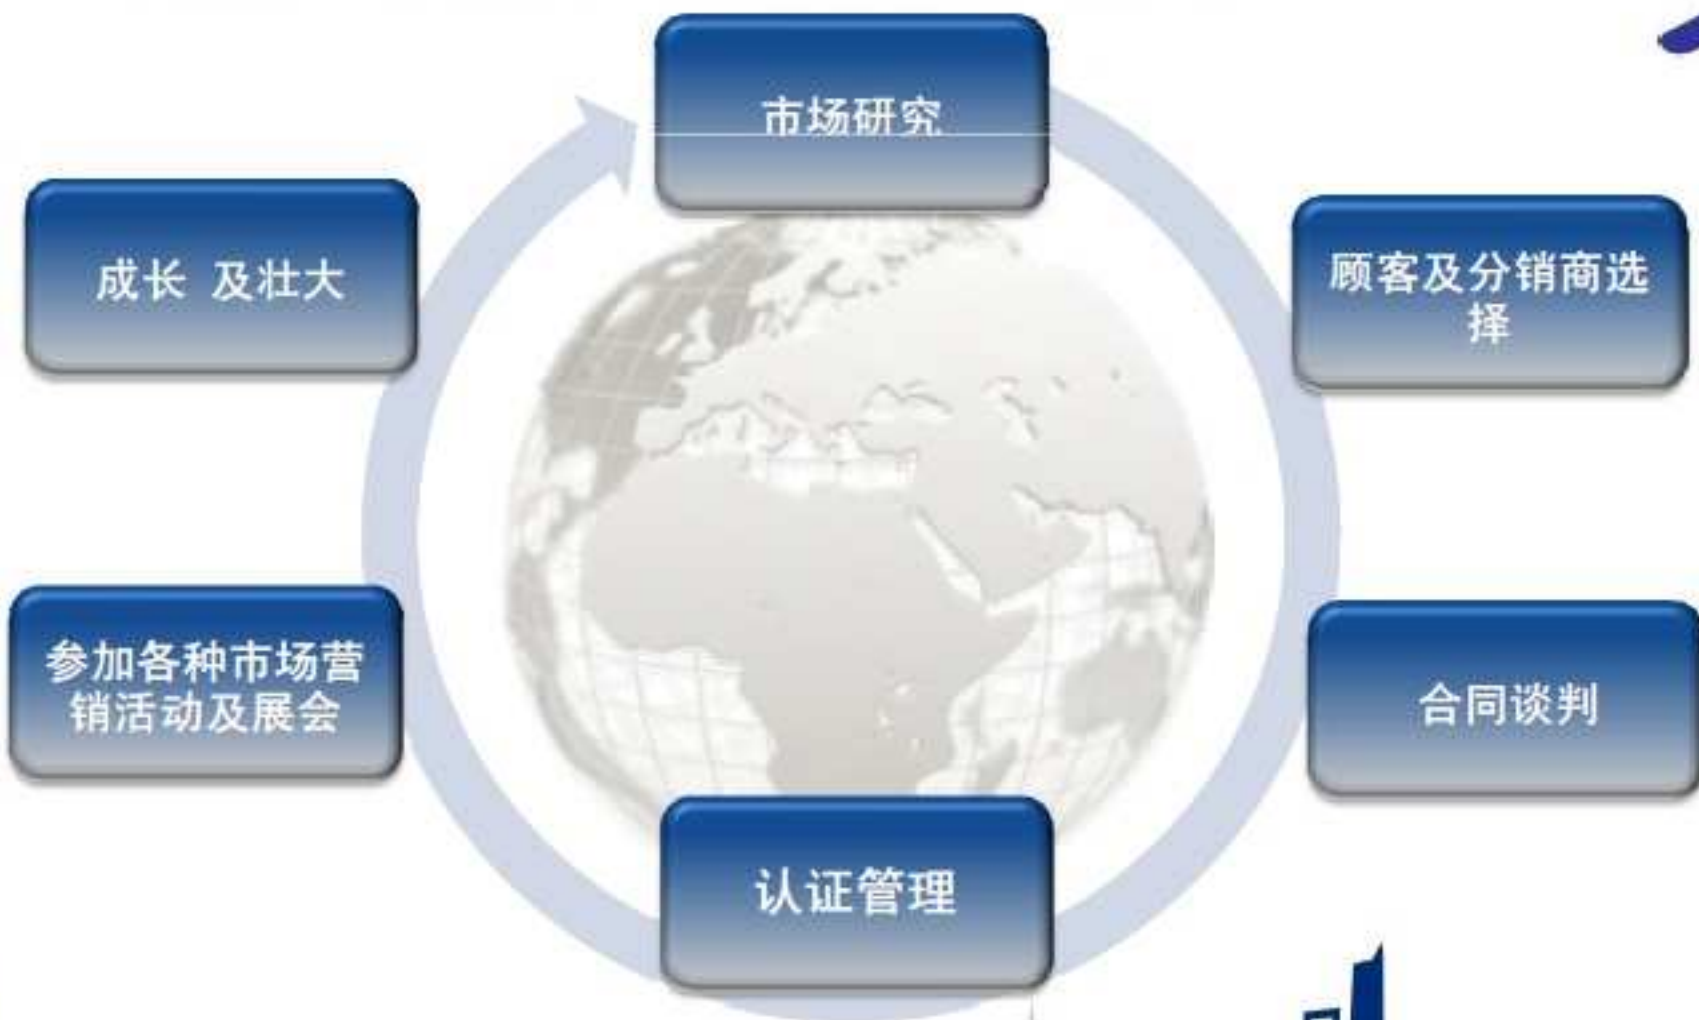 市场研究
顾客及分销商选
择
合同谈判
认证管理
参加各种市场营
销活动及展会
成长 及壮大